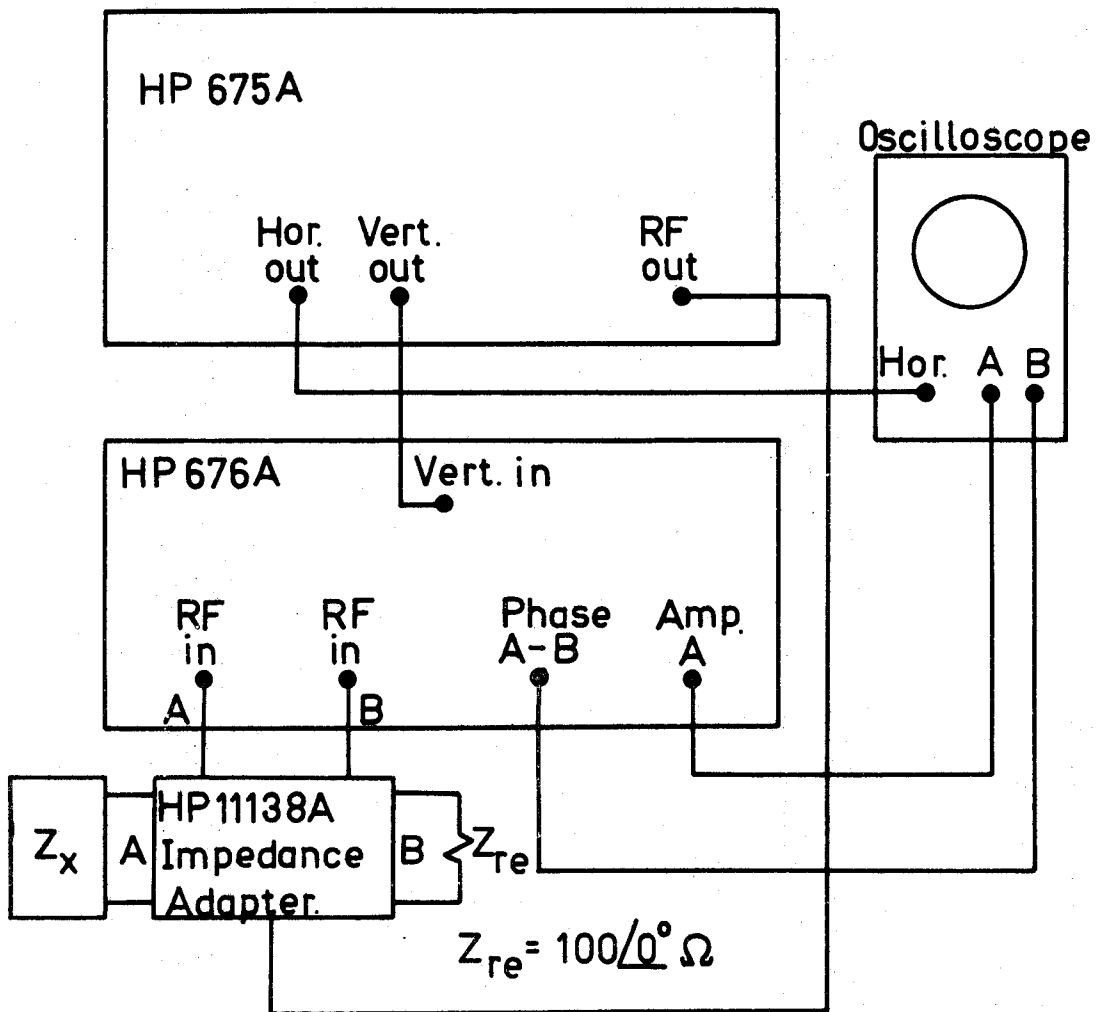 HP 675A
Oscilloscope
Hor. out
Vert. out
RF out
Hor. A B
HP 676A
Vert. in
RF in
RF in
Phase A-B
Amp. A
A
B
Zx
A
HP 11138A
Impedance
Adapter.
B
Zre
Zre = 100/0° Ω